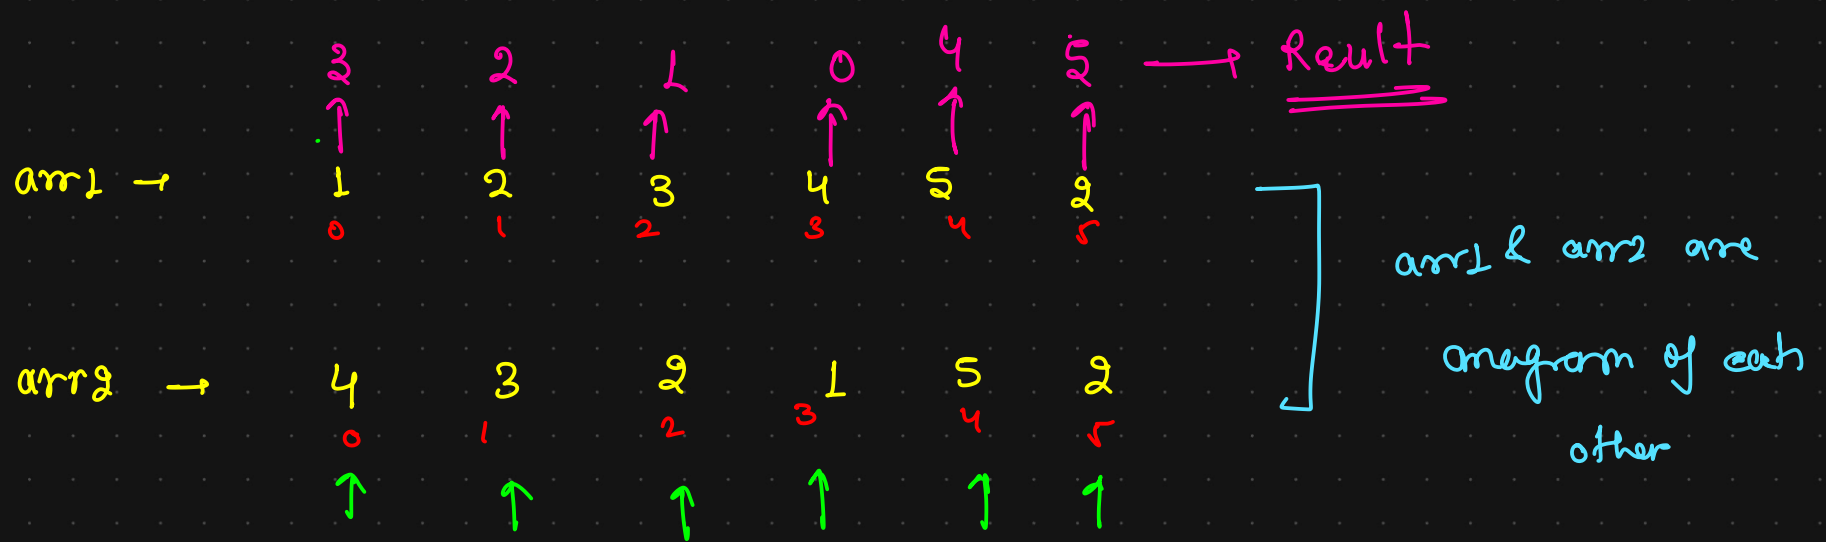 3 2 1 0 4 5 → Result
arr1 → 1 2 3 4 5 2
0 1 2 3 4 5
arr1 & arr2 are
arr2 → 4 3 2 1 5 2
anagram of each
0 1 2 3 4 5
other